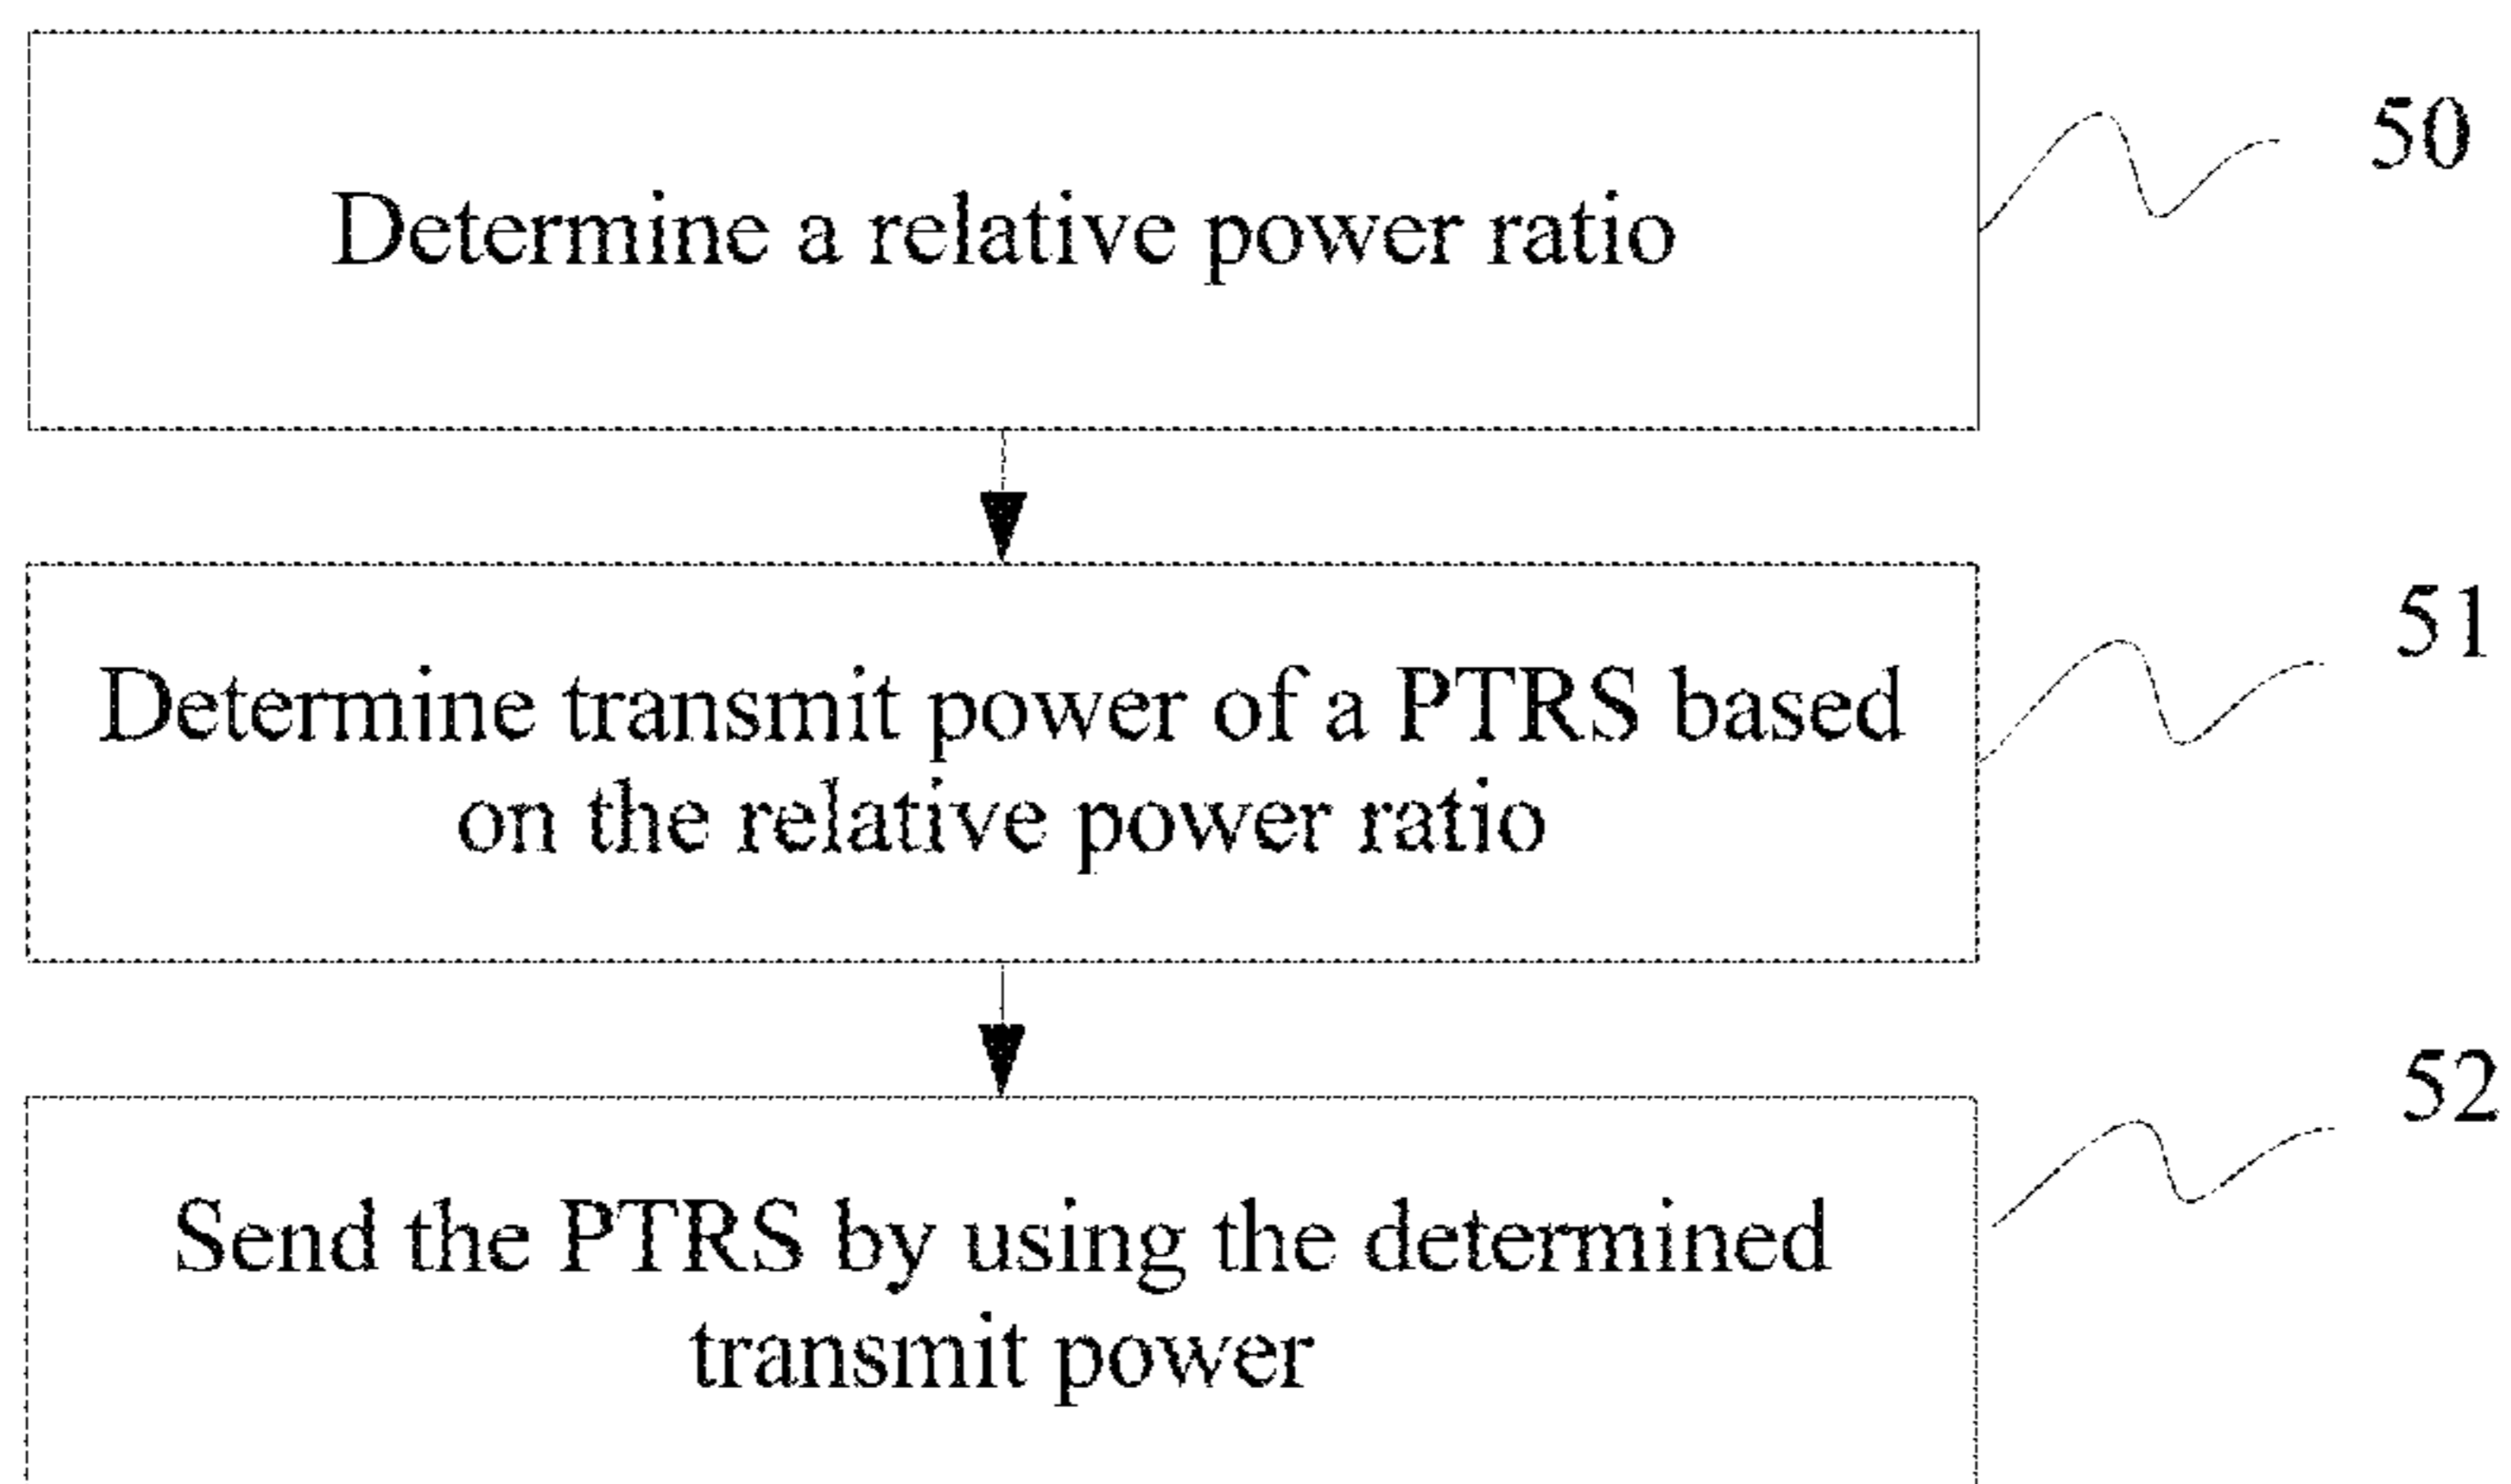 Determine a relative power ratio
50
Determine transmit power of a PTRS based
on the relative power ratio
51
Send the PTRS by using the determined
transmit power
52